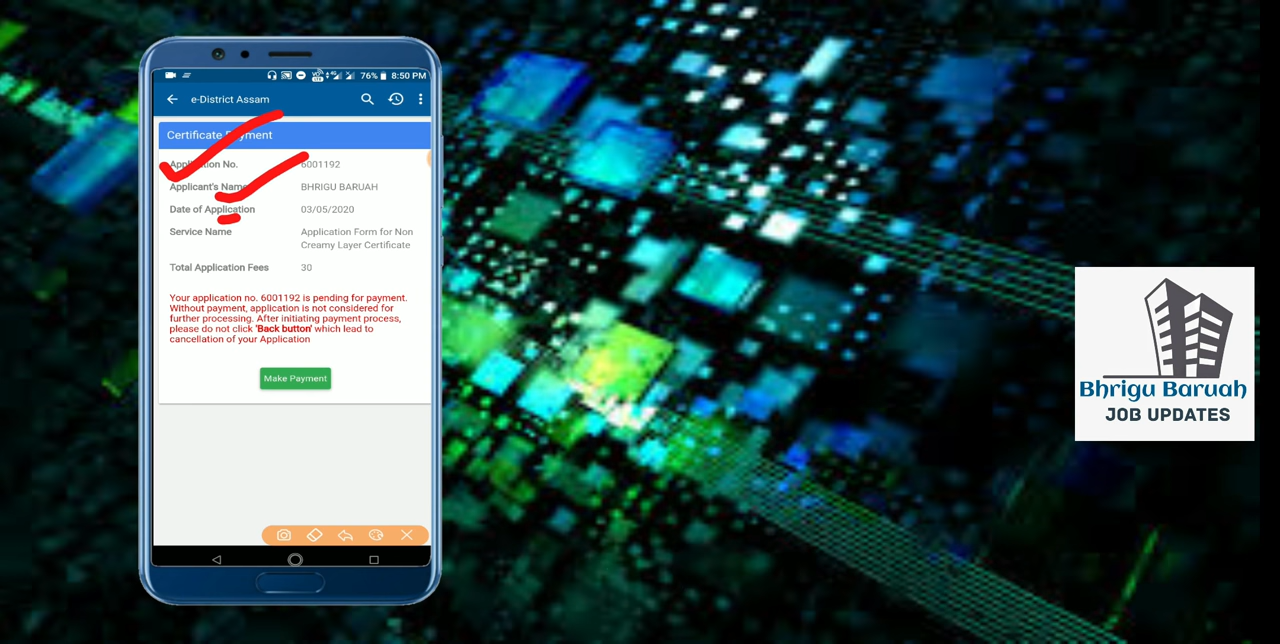 76% 8:50 PM
e-District Assam
Certificate Payment
Application No. 6001192
Applicant's Name BHRIGU BARUAH
Date of Application 03/05/2020
Service Name Application Form for Non
Creamy Layer Certificate
Total Application Fees 30
Your application no. 6001192 is pending for payment.
Without payment, application is not considered for
further processing. After initiating payment process,
please do not click 'Back button' which lead to
cancellation of your Application
Make Payment
Bhrigu Baruah
JOB UPDATES